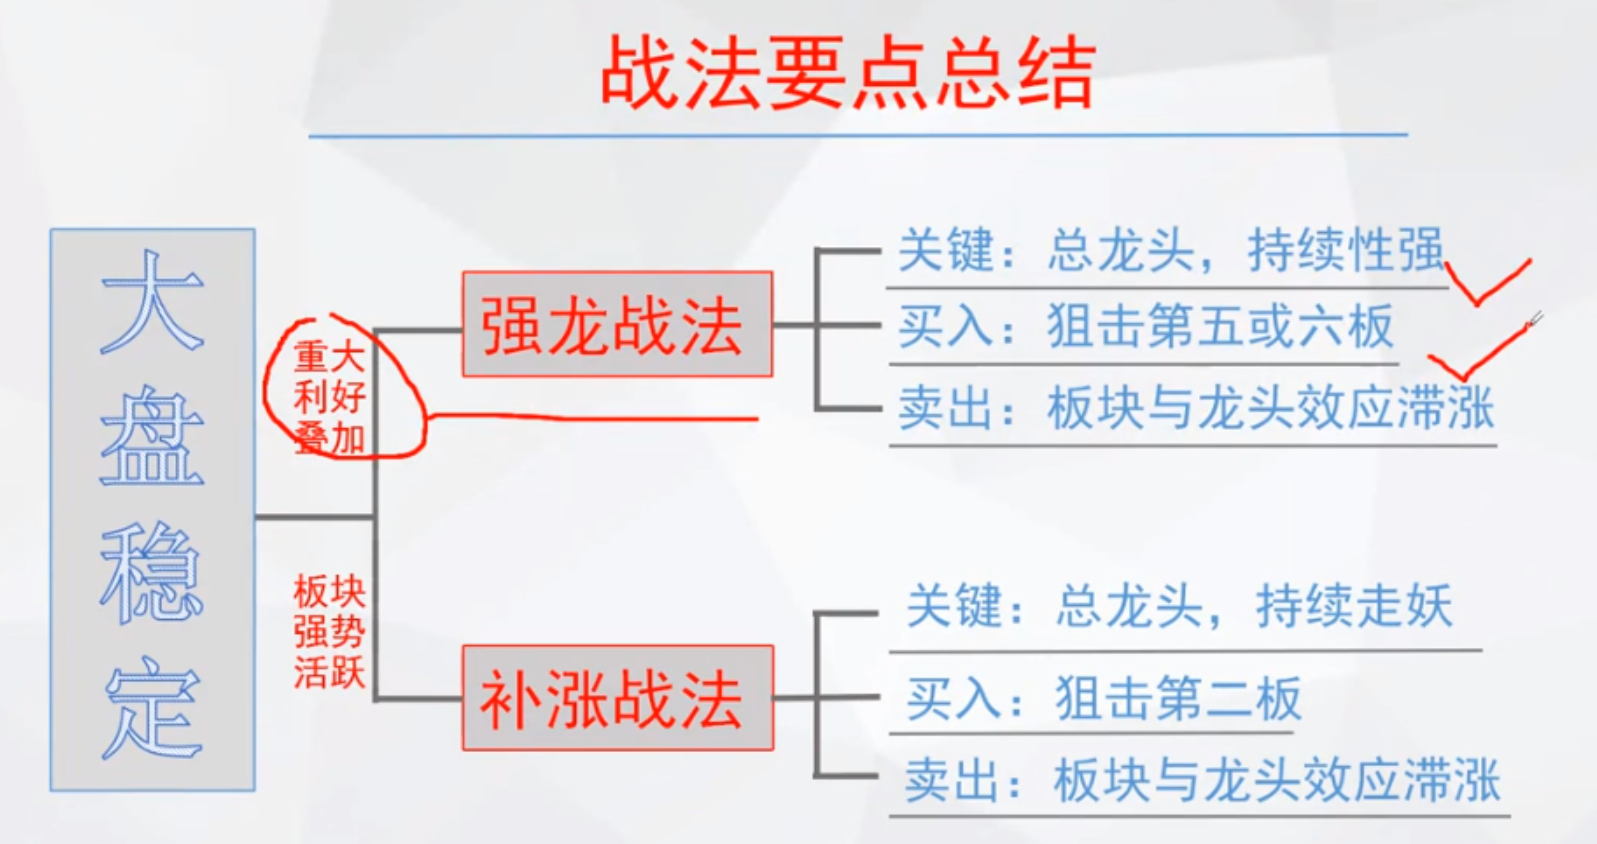 战法要点总结
大盘稳定
重大
利好
叠加
板块
强势
活跃
强龙战法
关键：总龙头，持续性强
买入：狙击第五或六板
卖出：板块与龙头效应滞涨
补涨战法
关键：总龙头，持续走妖
买入：狙击第二板
卖出：板块与龙头效应滞涨